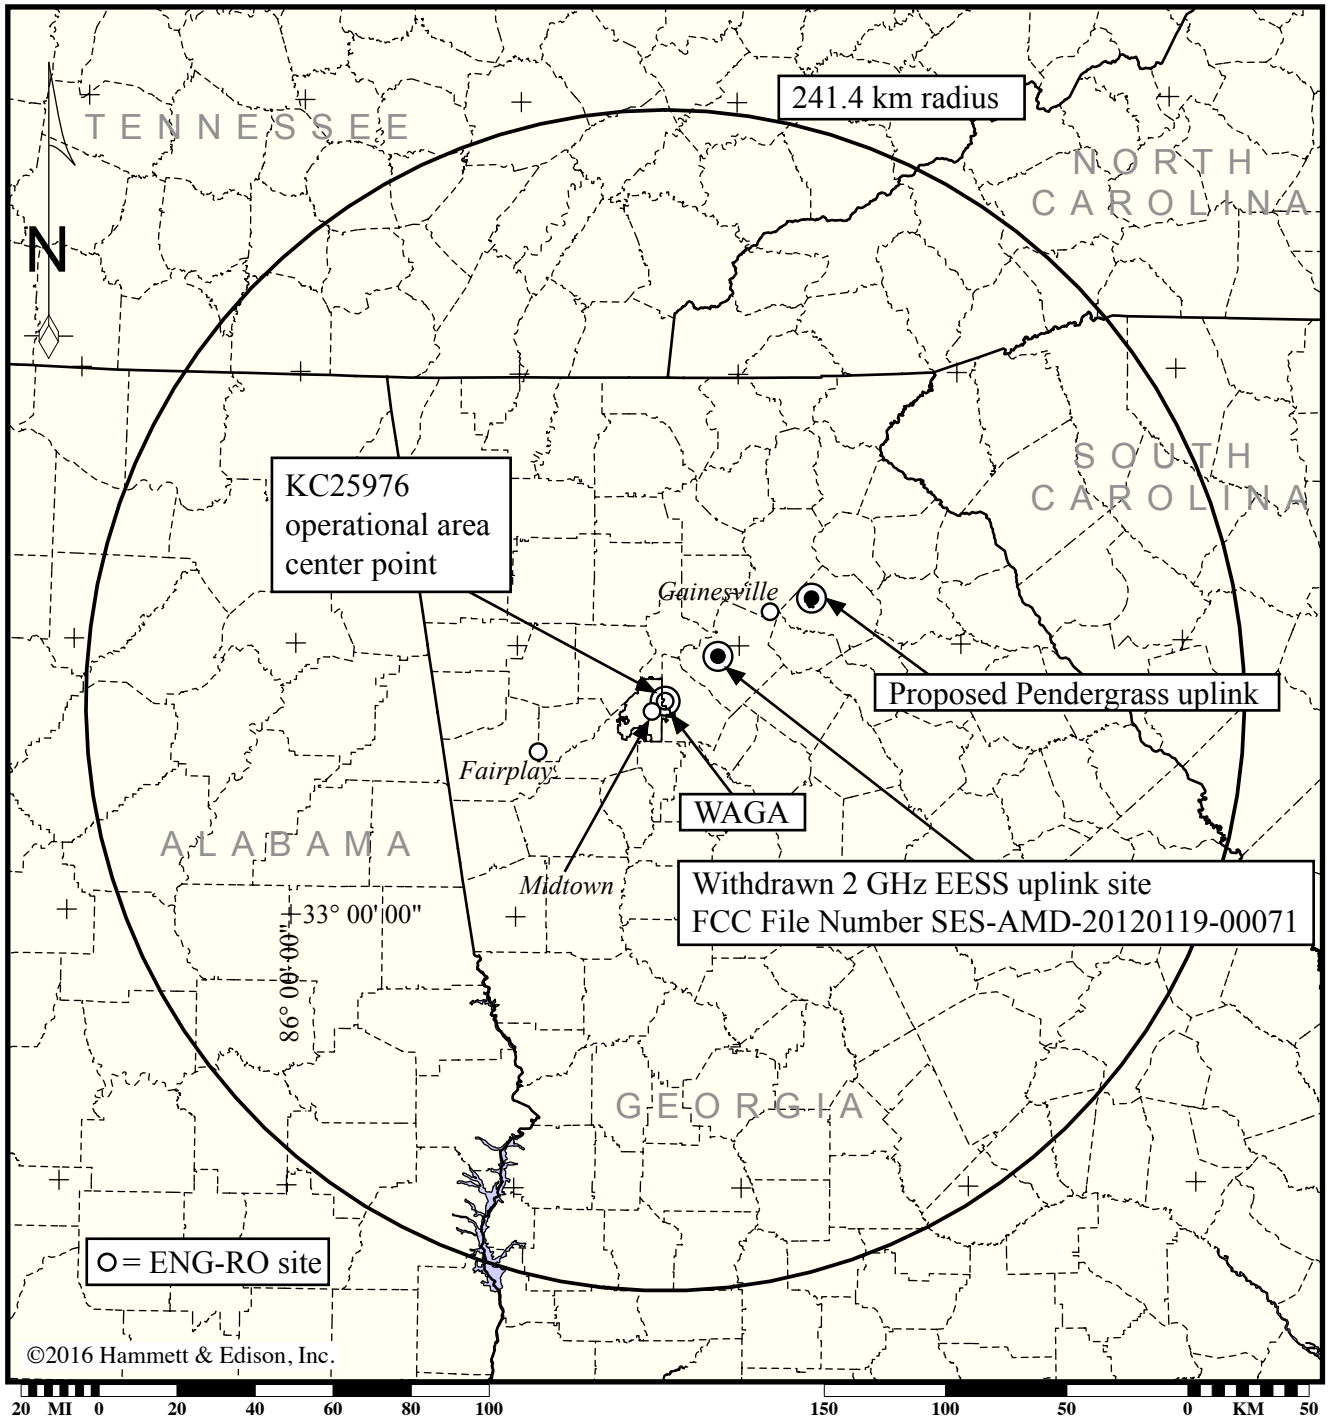 241.4 km radius
TENNESSEE
NORTH
CAROLINA
N
SOUTH
CAROLINA
KC25976
operational area
center point
Gainesville
Proposed Pendergrass uplink
Fairplay
WAGA
ALABAMA
Midtown
Withdrawn 2 GHz EESS uplink site
FCC File Number SES-AMD-20120119-00071
33° 00' 00"
86° 00' 00"
GEORGIA
= ENG-RO site
©2016 Hammett & Edison, Inc.
20 MI 0 20 40 60 80 100 150 100 50 0 KM 50